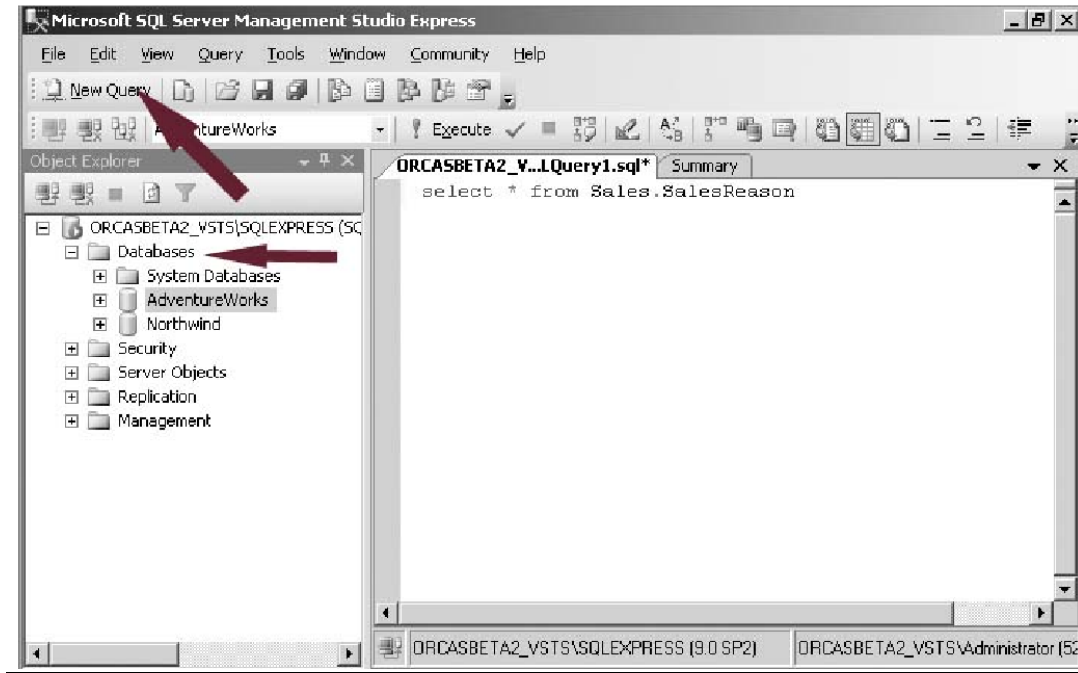 Microsoft SQL Server Management Studio Express
File Edit View Query Tools Window Community Help
New Query
Execute
Object Explorer
ORCASBETA2_V...LQuery1.sql* Summary
select * from Sales.SalesReason
ORCASBETA2_VSTS\SQLEXPRESS (SQ
Databases
System Databases
AdventureWorks
Northwind
Security
Server Objects
Replication
Management
ORCASBETA2_VSTS\SQLEXPRESS (9.0 SP2) ORCASBETA2_VSTS\Administrator (52